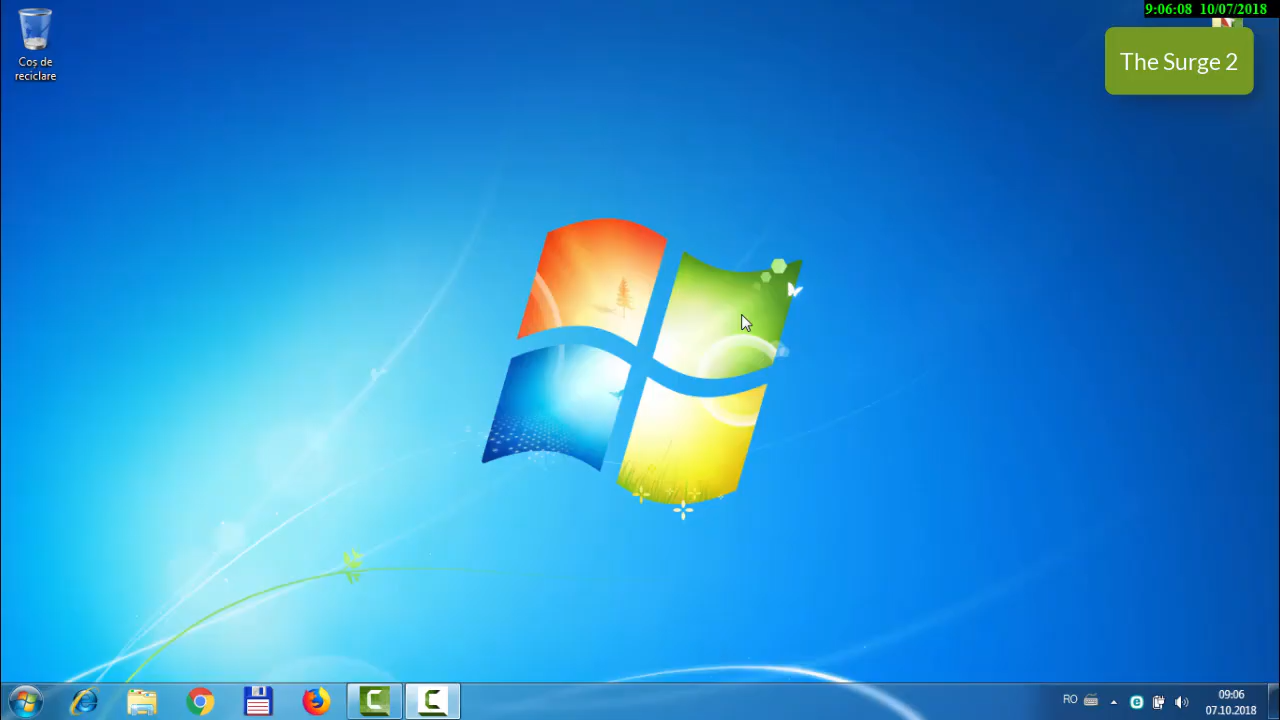 9:06:08 10/07/2018
Coș de
reciclare
The Surge 2
RO
09:06
07.10.2018